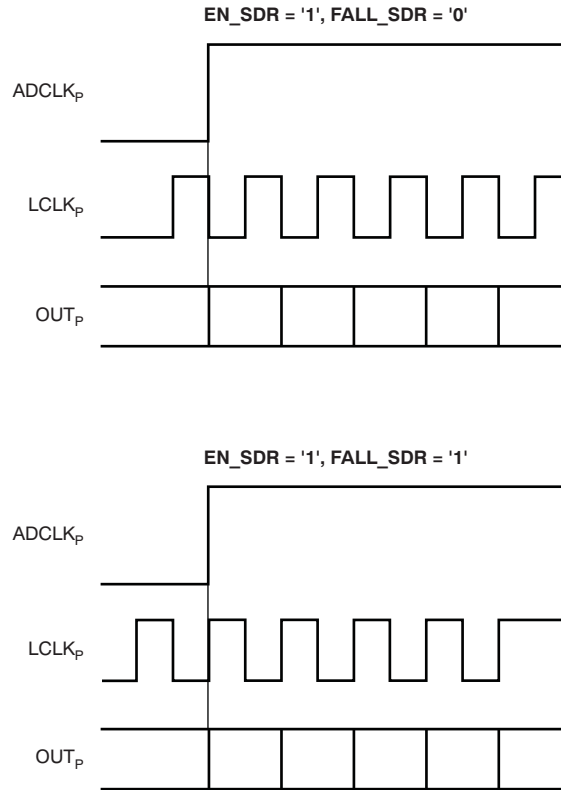 EN_SDR = '1', FALL_SDR = '0'
ADCLKP
LCLKP
OUTP
EN_SDR = '1', FALL_SDR = '1'
ADCLKP
LCLKP
OUTP